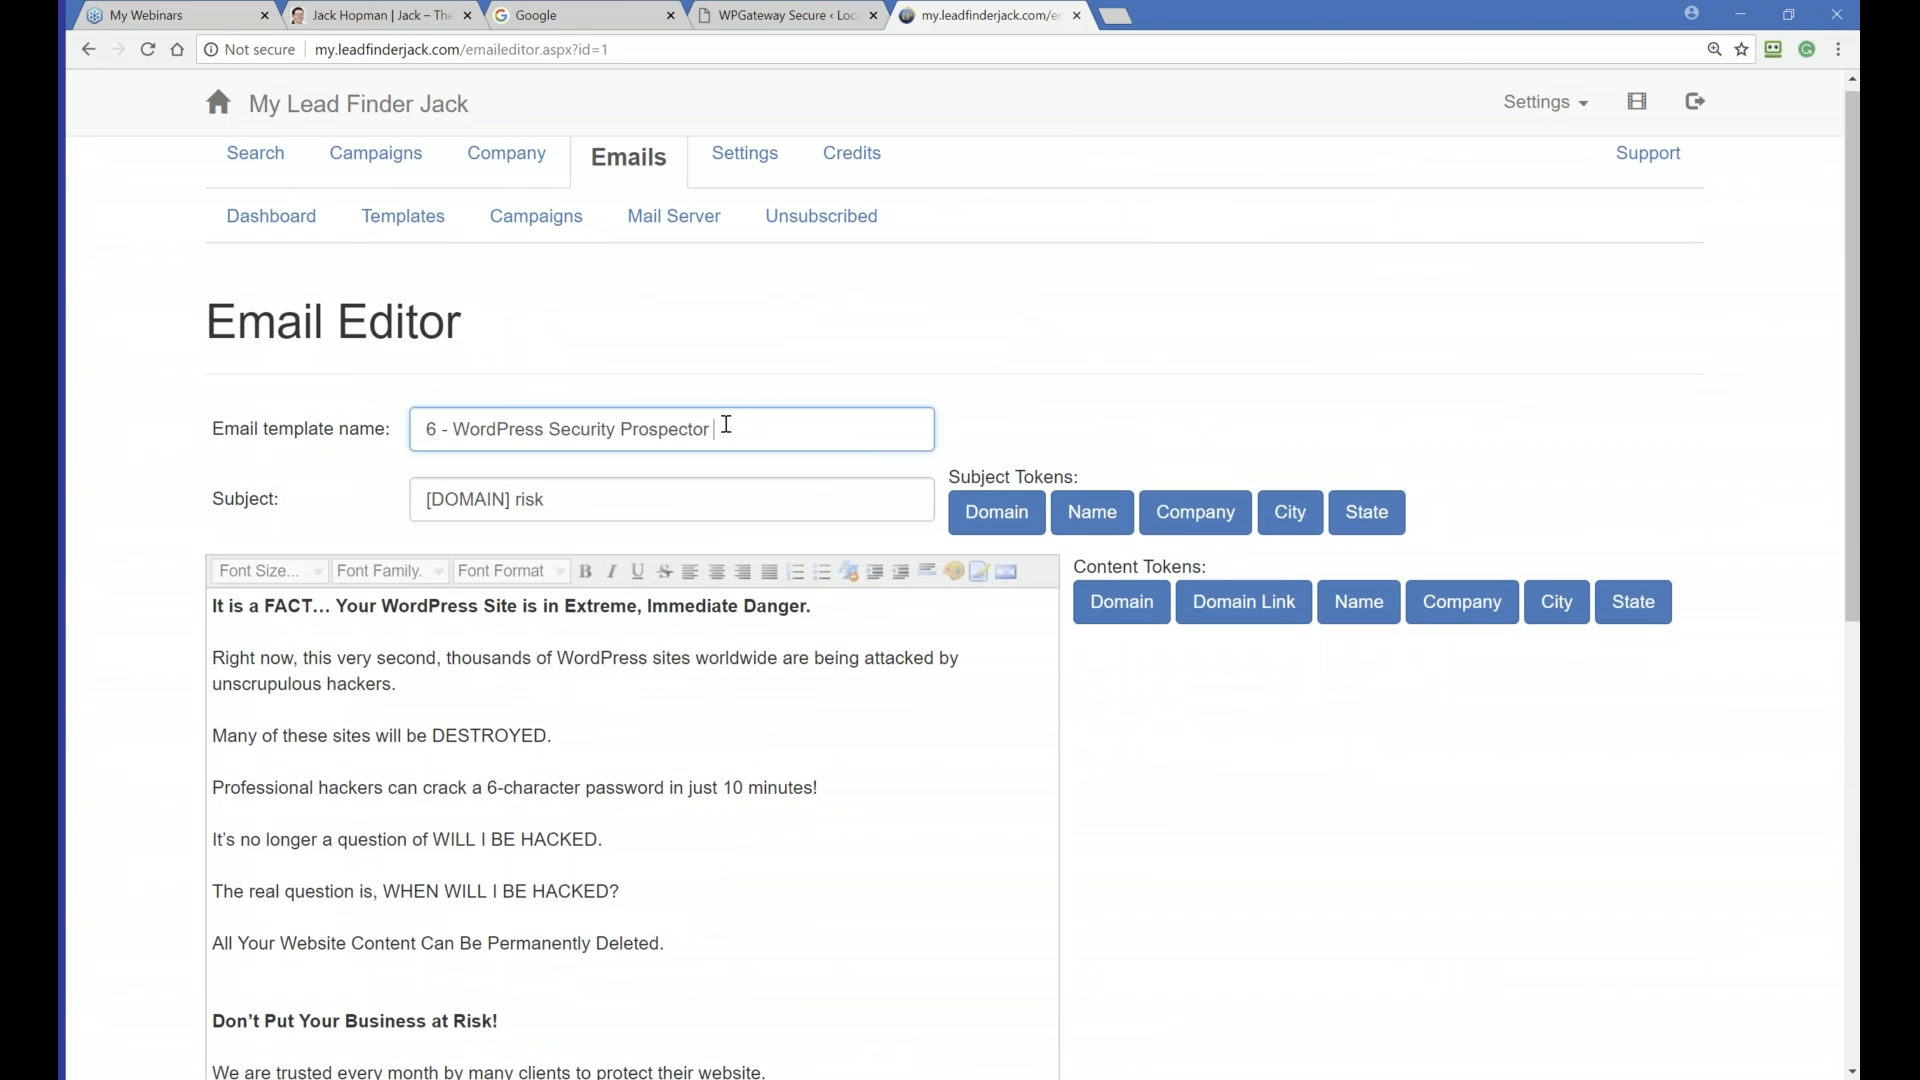 My Webinars
Jack Hopman | Jack – The
Google
WPGateway Secure ‹ Loc
my.leadfinderjack.com/e
Not secure | my.leadfinderjack.com/emaileditor.aspx?id=1
My Lead Finder Jack
Settings
Search Campaigns Company Emails Settings Credits Support
Dashboard Templates Campaigns Mail Server Unsubscribed
Email Editor
Email template name: 6 - WordPress Security Prospector
Subject: [DOMAIN] risk
Subject Tokens:
Domain Name Company City State
Font Size... Font Family. Font Format B I U S
Content Tokens:
Domain Domain Link Name Company City State
It is a FACT… Your WordPress Site is in Extreme, Immediate Danger.
Right now, this very second, thousands of WordPress sites worldwide are being attacked by
unscrupulous hackers.
Many of these sites will be DESTROYED.
Professional hackers can crack a 6-character password in just 10 minutes!
It’s no longer a question of WILL I BE HACKED.
The real question is, WHEN WILL I BE HACKED?
All Your Website Content Can Be Permanently Deleted.
Don’t Put Your Business at Risk!
We are trusted every month by many clients to protect their website.